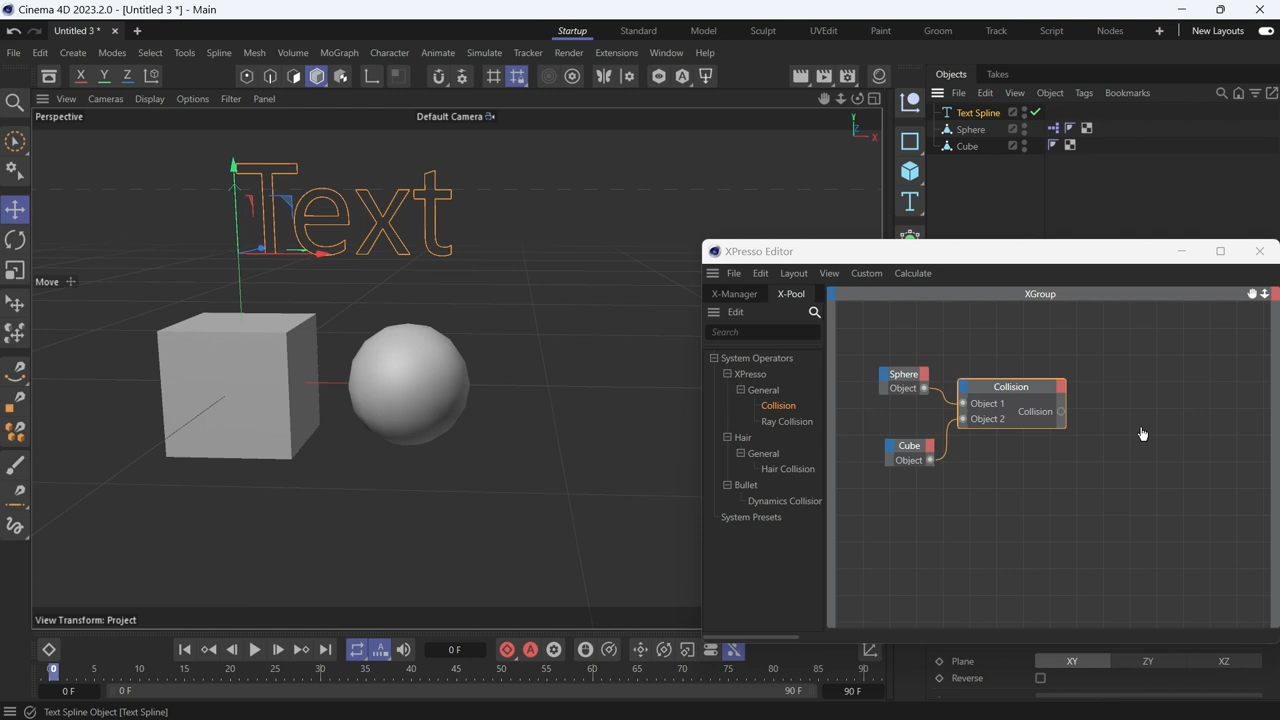 Cinema 4D 2023.2.0 - [Untitled 3 *] - Main
Untitled 3 *
Startup Standard Model Sculpt UVEdit Paint Groom Track Script Nodes New Layouts
File Edit Create Modes Select Tools Spline Mesh Volume MoGraph Character Animate Simulate Tracker Render Extensions Window Help
X Y Z
Objects Takes
View Cameras Display Options Filter Panel
File Edit View Object Tags Bookmarks
Perspective
Default Camera
Y
Z
X
Text Spline
Sphere
Cube
Text
Move
XPresso Editor
File Edit Layout View Custom Calculate
X-Manager X-Pool
XGroup
Edit
Search
System Operators
XPresso
General
Collision
Ray Collision
Hair
General
Hair Collision
Bullet
Dynamics Collisior
System Presets
Sphere
Object
Collision
Object 1
Object 2
Collision
Cube
Object
View Transform: Project
0 F
0 5 10 15 20 25 30 35 40 45 50 55 60 65 70 75 80 85 90
0 F 0 F 90 F 90 F
Plane XY ZY XZ
Reverse
Text Spline Object [Text Spline]